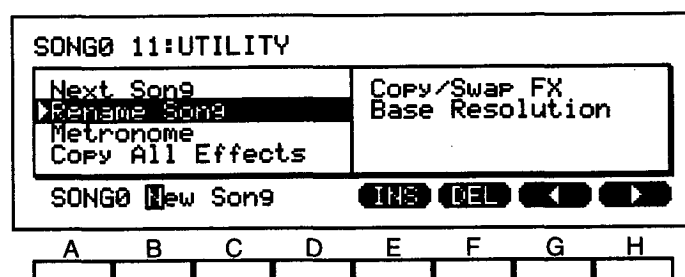 SONG0 11:UTILITY
Next Song
Rename Song
Metronome
Copy All Effects
Copy/Swap FX
Base Resolution
SONG0 New Song INS DEL
A B C D E F G H